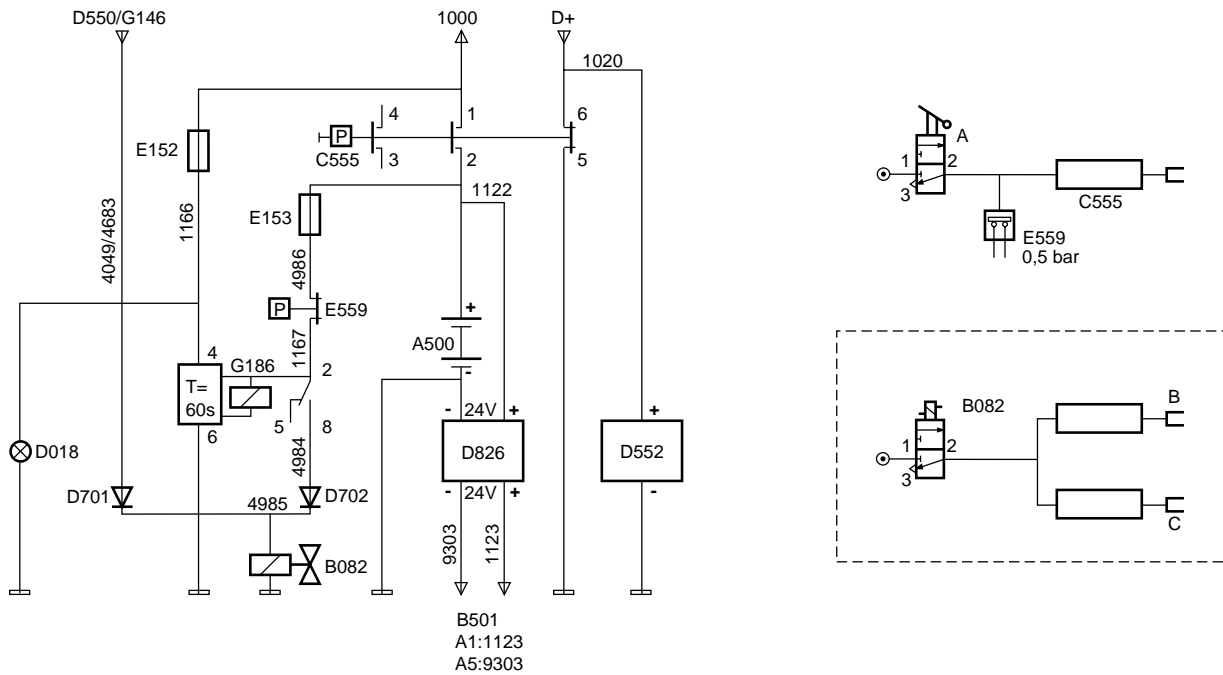 D550/G146
1000
D+
1020
4
1
6
P
C555
3
2
5
E152
1122
E153
4049/4683
1166
4986
P
E559
1167
+
A500
-
4
G186
2
T=
60s
5
8
6
4984
- 24V +
+
D018
D826
D552
D701
D702
4985
- 24V +
-
B082
9303
1123
B501
A1:1123
A5:9303
A
1
2
3
C555
E559
0,5 bar
B082
B
1
2
3
C